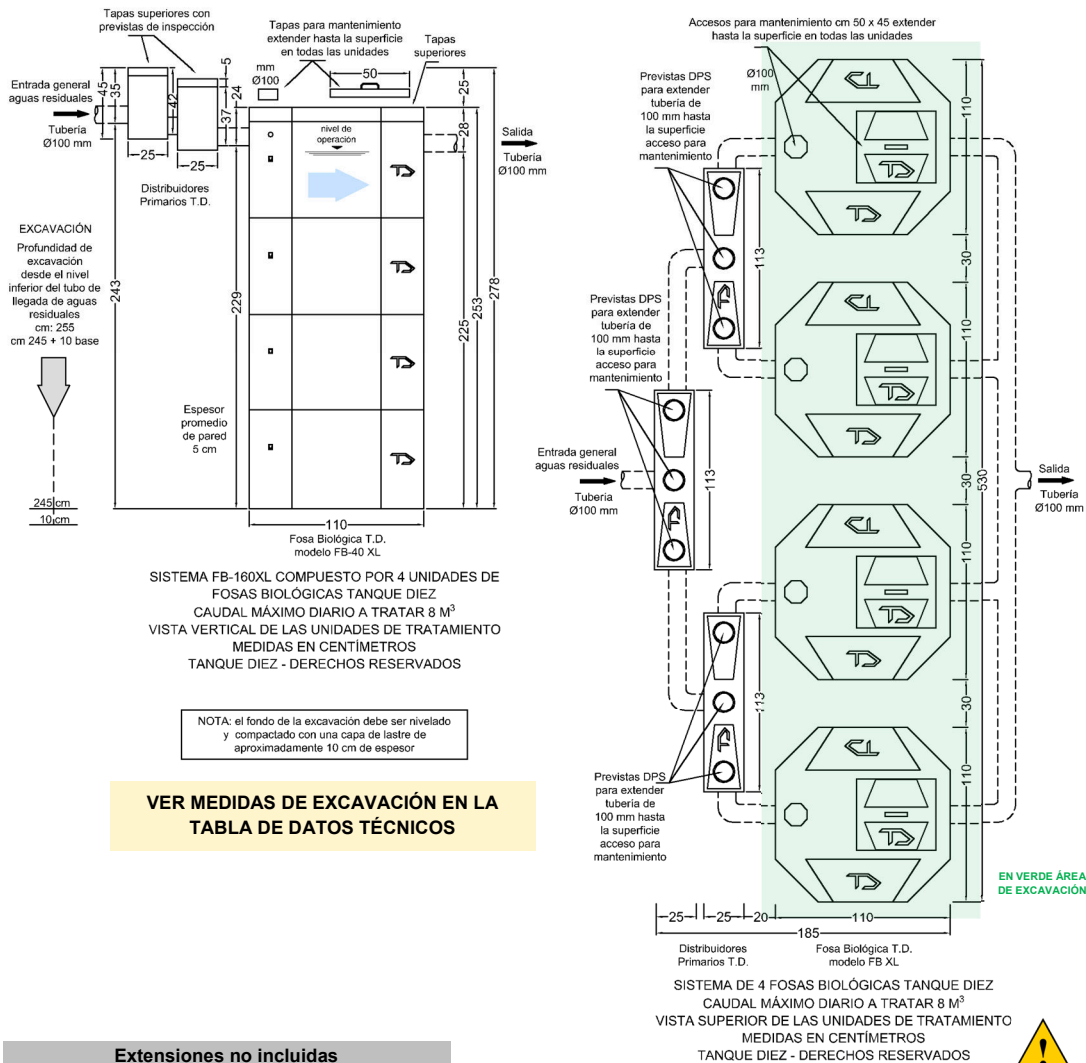 Tapas superiores con
previstas de inspección
Tapas para mantenimiento
extender hasta la superficie
en todas las unidades
Tapas
superiores
mm
Ø100
50
5
45
35
42
37
24
25
28
Entrada general
aguas residuales
Tubería
Ø100 mm
25
25
Distribuidores
Primarios T.D.
nivel de
operación
Salida
Tubería
Ø100 mm
EXCAVACIÓN
Profundidad de
excavación
desde el nivel
inferior del tubo de
llegada de aguas
residuales
cm: 255
cm 245 + 10 base
243
229
225
253
278
Espesor
promedio
de pared
5 cm
245 cm
10 cm
110
Fosa Biológica T.D.
modelo FB-40 XL
SISTEMA FB-160XL COMPUESTO POR 4 UNIDADES DE
FOSAS BIOLÓGICAS TANQUE DIEZ
CAUDAL MÁXIMO DIARIO A TRATAR 8 M³
VISTA VERTICAL DE LAS UNIDADES DE TRATAMIENTO
MEDIDAS EN CENTÍMETROS
TANQUE DIEZ - DERECHOS RESERVADOS
NOTA: el fondo de la excavación debe ser nivelado
y compactado con una capa de lastre de
aproximadamente 10 cm de espesor
VER MEDIDAS DE EXCAVACIÓN EN LA
TABLA DE DATOS TÉCNICOS
Extensiones no incluidas
Accesos para mantenimiento cm 50 x 45 extender
hasta la superficie en todas las unidades
Ø100
mm
Previstas DPS
para extender
tubería de
100 mm hasta
la superficie
acceso para
mantenimiento
113
110
30
Previstas DPS
para extender
tubería de
100 mm hasta
la superficie
acceso para
mantenimiento
113
110
30
530
Entrada general
aguas residuales
Tubería
Ø100 mm
Salida
Tubería
Ø100 mm
110
30
113
110
Previstas DPS
para extender
tubería de
100 mm hasta
la superficie
acceso para
mantenimiento
EN VERDE ÁREA
DE EXCAVACIÓN
25
25
20
110
185
Distribuidores
Primarios T.D.
Fosa Biológica T.D.
modelo FB XL
SISTEMA DE 4 FOSAS BIOLÓGICAS TANQUE DIEZ
CAUDAL MÁXIMO DIARIO A TRATAR 8 M³
VISTA SUPERIOR DE LAS UNIDADES DE TRATAMIENTO
MEDIDAS EN CENTÍMETROS
TANQUE DIEZ - DERECHOS RESERVADOS